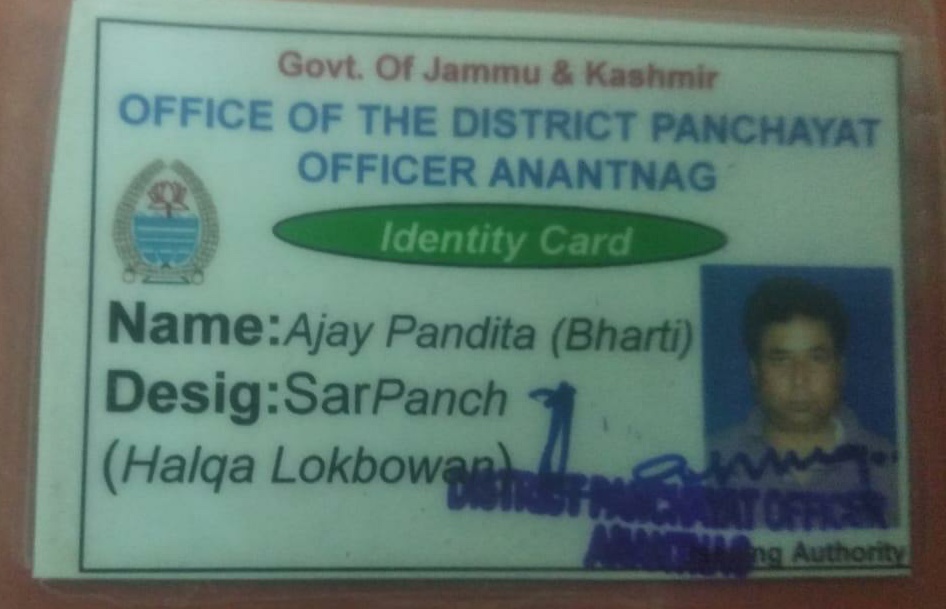 Govt. Of Jammu & Kashmir
OFFICE OF THE DISTRICT PANCHAYAT
OFFICER ANANTNAG
Identity Card
Name:Ajay Pandita (Bharti)
Desig:SarPanch
(Halqa Lokbowan)
DISTRICT PANCHAYAT OFFICER
ANANTNAG
Authority